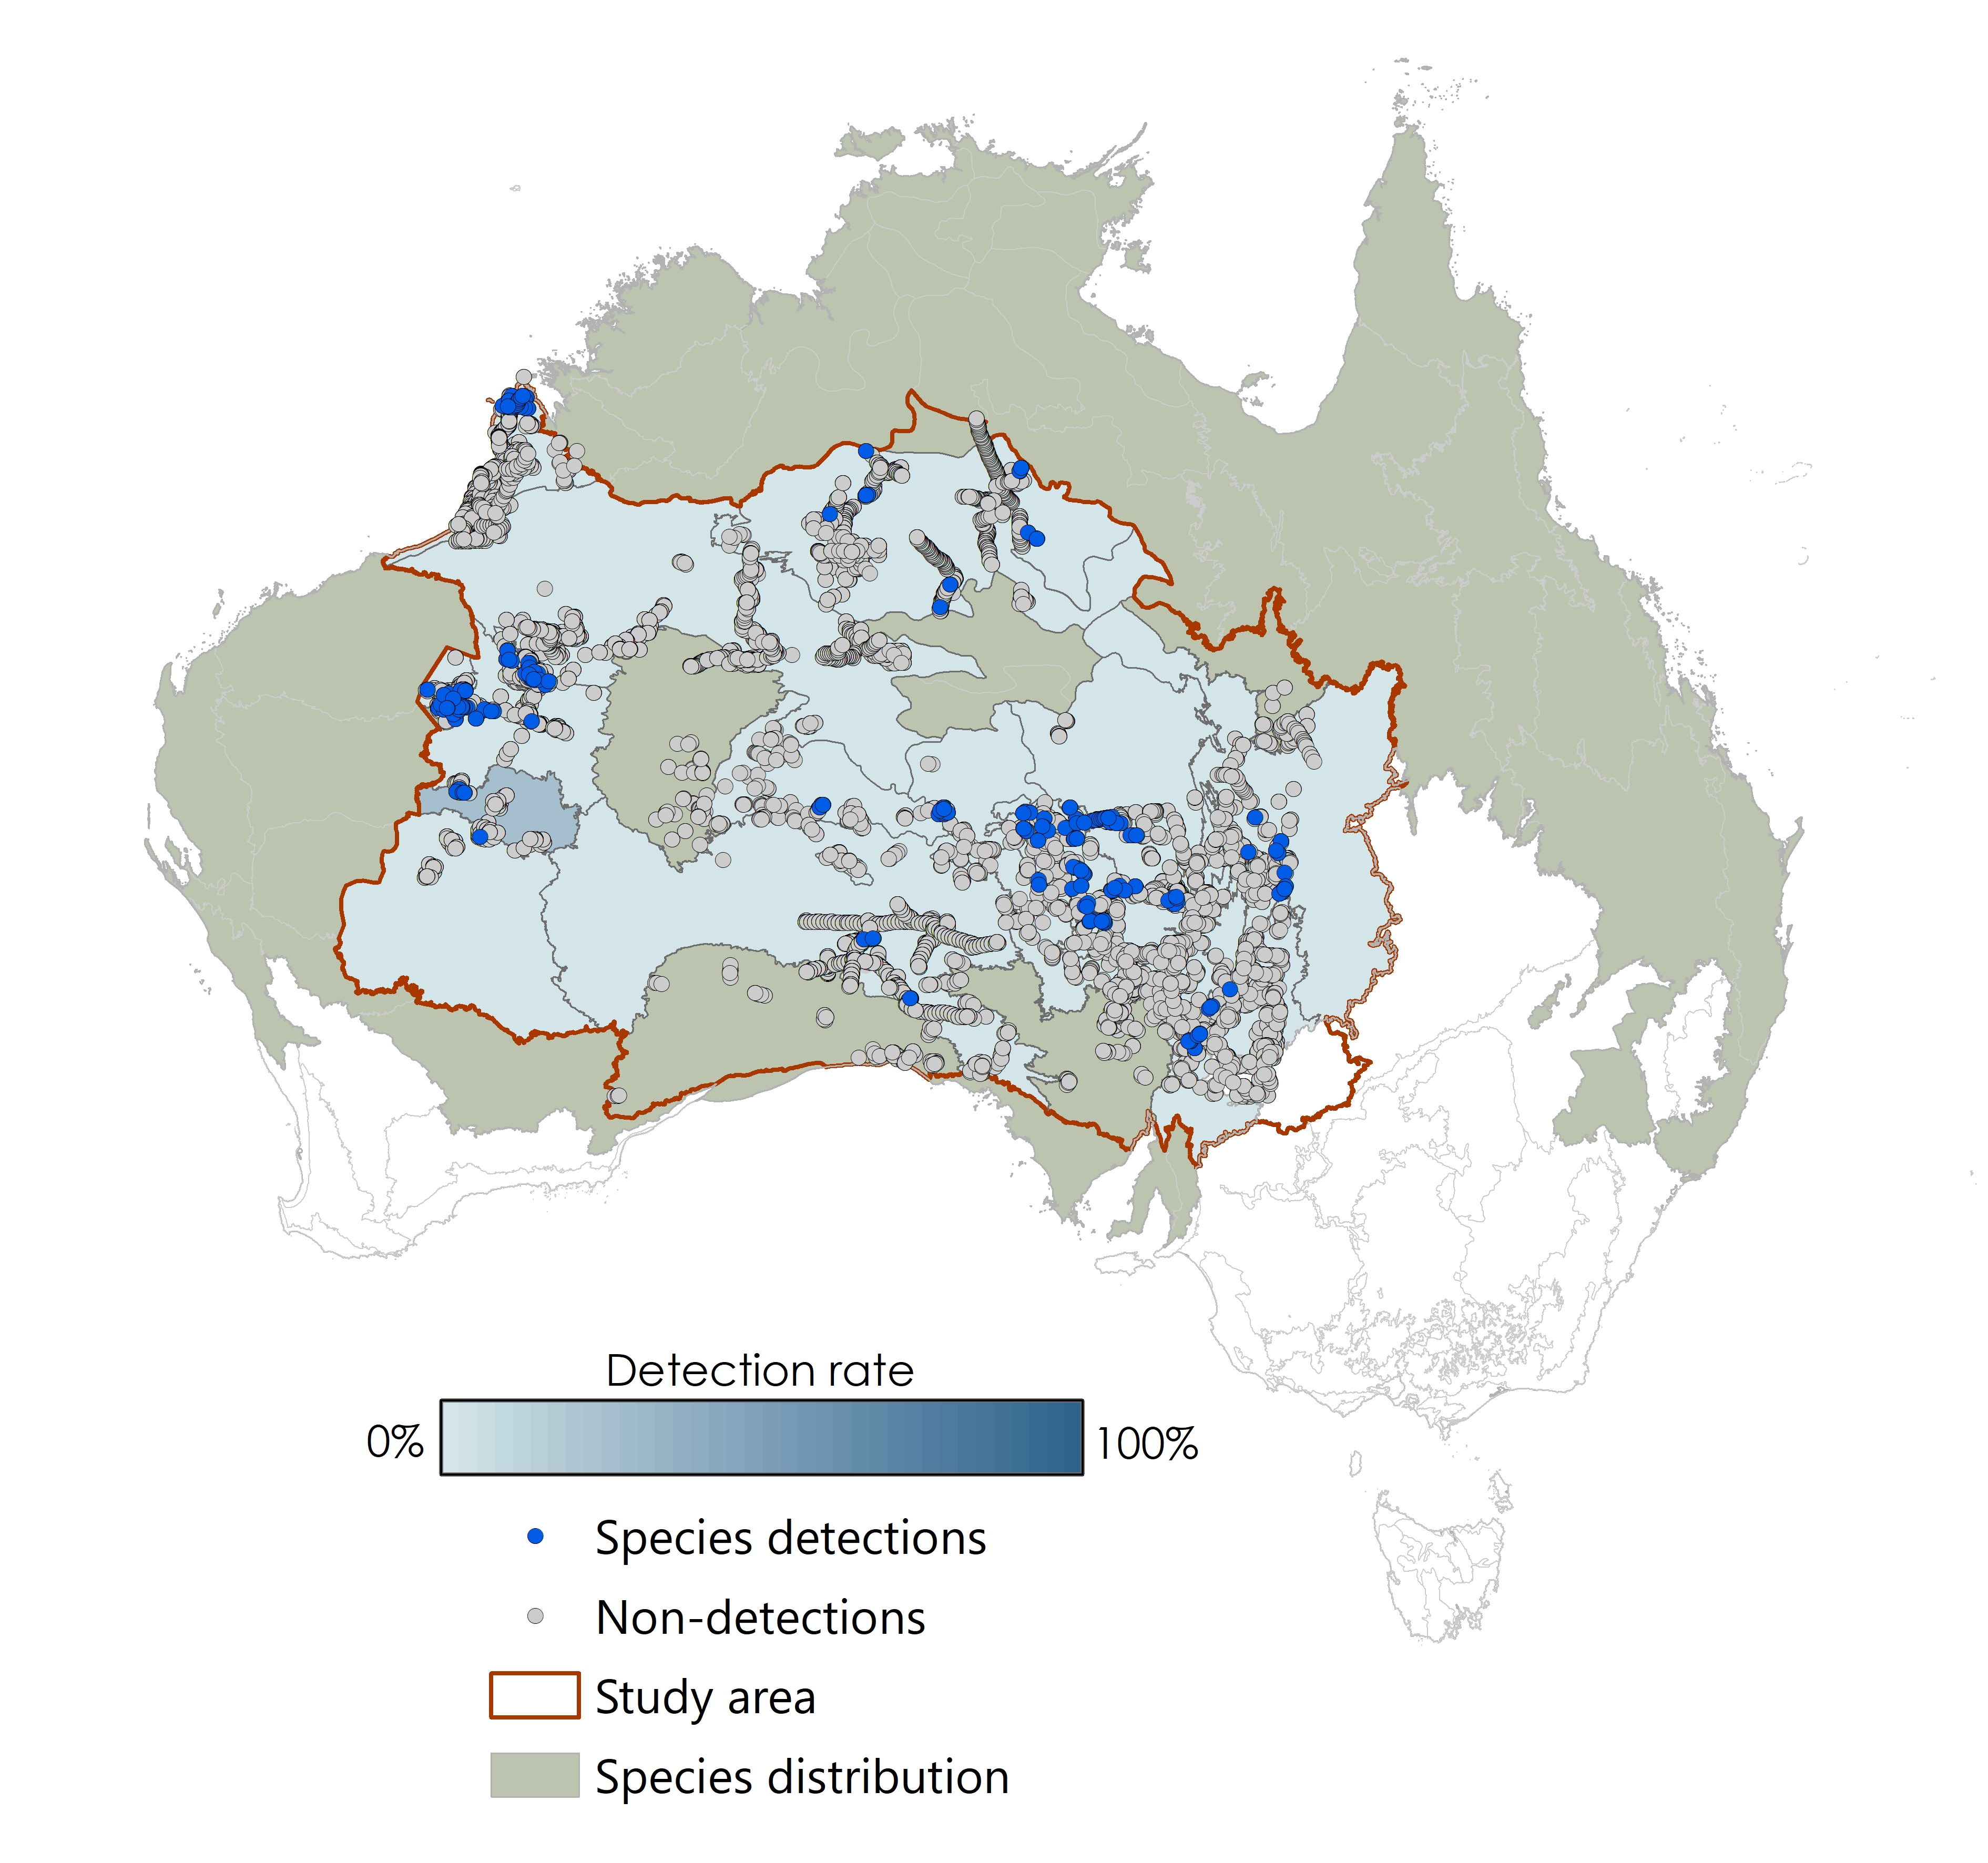 Detection rate
0% 100%
Species detections
Non-detections
Study area
Species distribution